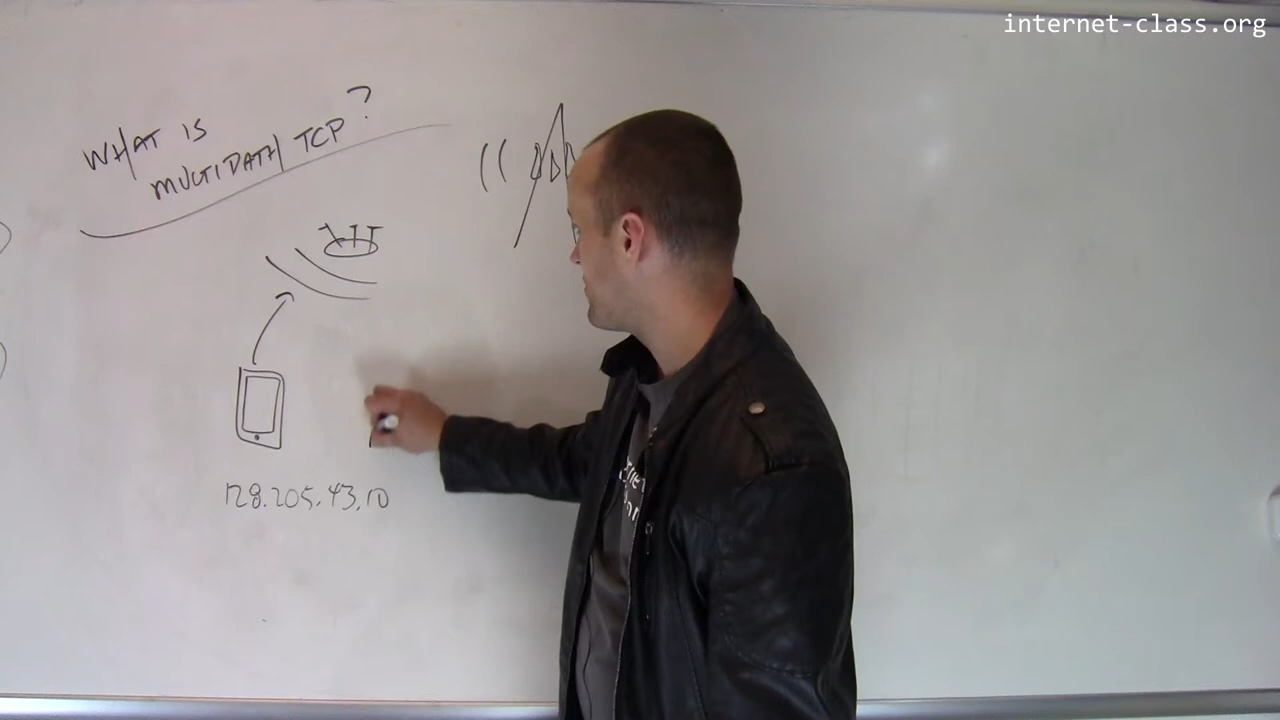 internet-class.org
WHAT IS
MULTIPATH TCP?
128.205.43.10